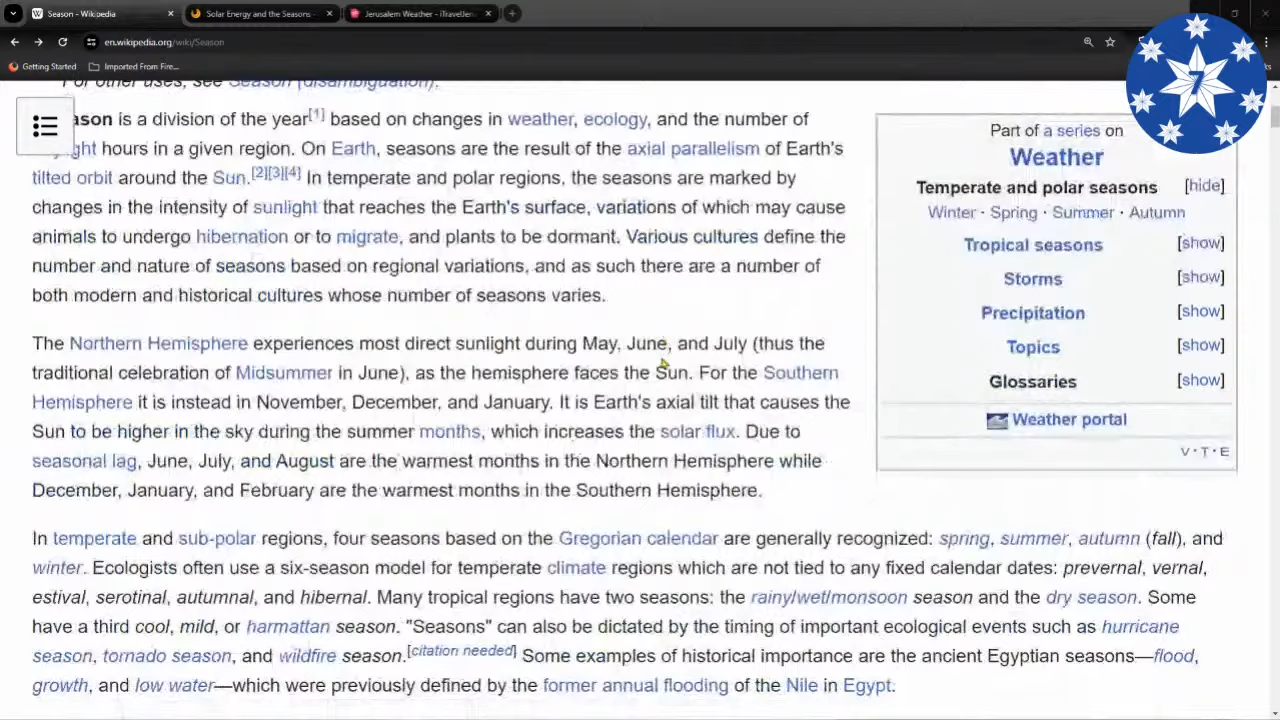 Season - Wikipedia
Solar Energy and the Seasons -
Jerusalem Weather - iTravelJer
en.wikipedia.org/wiki/Season
Getting Started
Imported From Fire...
For other uses, see Season (disambiguation).
ason is a division of the year[1] based on changes in weather, ecology, and the number of
ht hours in a given region. On Earth, seasons are the result of the axial parallelism of Earth's
tilted orbit around the Sun.[2][3][4] In temperate and polar regions, the seasons are marked by
changes in the intensity of sunlight that reaches the Earth's surface, variations of which may cause
animals to undergo hibernation or to migrate, and plants to be dormant. Various cultures define the
number and nature of seasons based on regional variations, and as such there are a number of
both modern and historical cultures whose number of seasons varies.
The Northern Hemisphere experiences most direct sunlight during May, June, and July (thus the
traditional celebration of Midsummer in June), as the hemisphere faces the Sun. For the Southern
Hemisphere it is instead in November, December, and January. It is Earth's axial tilt that causes the
Sun to be higher in the sky during the summer months, which increases the solar flux. Due to
seasonal lag, June, July, and August are the warmest months in the Northern Hemisphere while
December, January, and February are the warmest months in the Southern Hemisphere.
In temperate and sub-polar regions, four seasons based on the Gregorian calendar are generally recognized: spring, summer, autumn (fall), and
winter. Ecologists often use a six-season model for temperate climate regions which are not tied to any fixed calendar dates: prevernal, vernal,
estival, serotinal, autumnal, and hibernal. Many tropical regions have two seasons: the rainy/wet/monsoon season and the dry season. Some
have a third cool, mild, or harmattan season. "Seasons" can also be dictated by the timing of important ecological events such as hurricane
season, tornado season, and wildfire season.[citation needed] Some examples of historical importance are the ancient Egyptian seasons—flood,
growth, and low water—which were previously defined by the former annual flooding of the Nile in Egypt.
Part of a series on
Weather
Temperate and polar seasons [hide]
Winter · Spring · Summer · Autumn
Tropical seasons [show]
Storms [show]
Precipitation [show]
Topics [show]
Glossaries [show]
Weather portal
V · T · E
7